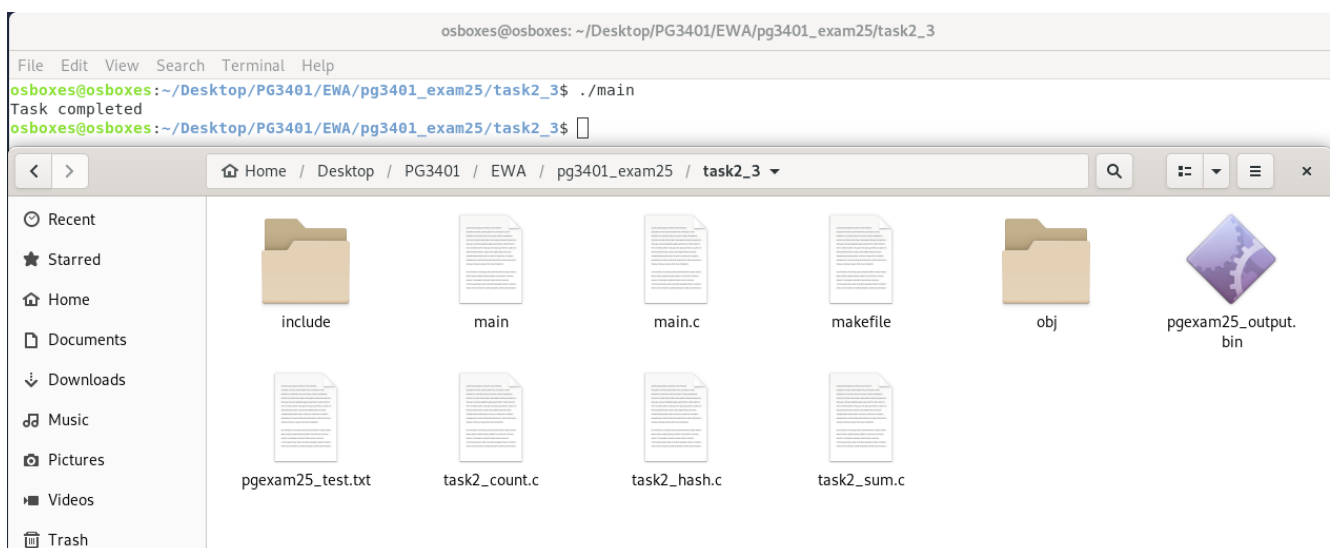 osboxes@osboxes: ~/Desktop/PG3401/EWA/pg3401_exam25/task2_3
File Edit View Search Terminal Help
osboxes@osboxes:~/Desktop/PG3401/EWA/pg3401_exam25/task2_3$ ./main
Task completed
osboxes@osboxes:~/Desktop/PG3401/EWA/pg3401_exam25/task2_3$
Home / Desktop / PG3401 / EWA / pg3401_exam25 / task2_3
Recent
Starred
Home
Documents
Downloads
Music
Pictures
Videos
Trash
include main main.c makefile obj pgexam25_output.
bin
pgexam25_test.txt task2_count.c task2_hash.c task2_sum.c